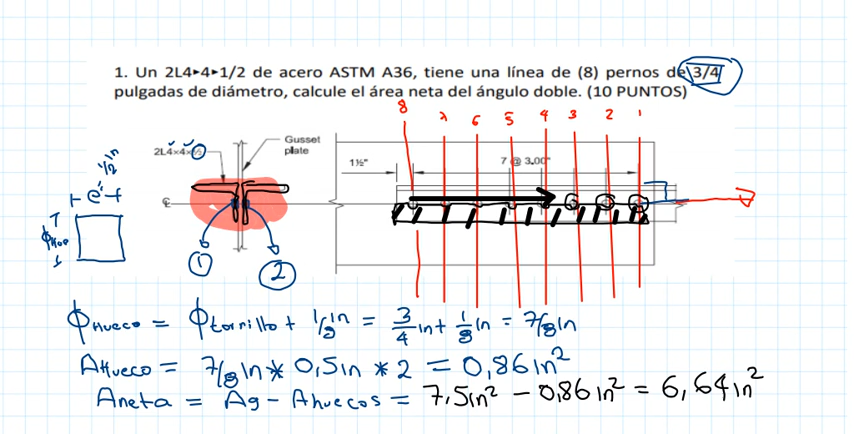 1. Un 2L4▸4▸1/2 de acero ASTM A36, tiene una línea de (8) pernos de 3/4
pulgadas de diámetro, calcule el área neta del ángulo doble. (10 PUNTOS)
8 7 6 5 4 3 2 1
2L4×4×½
Gusset
plate
1½"
7 @ 3.00"
1/2 in
e
ϕHue
1
2
ϕHueco = ϕtornillo + 1/8 in = 3/4 in + 1/8 in = 7/8 in
AHueco = 7/8 in * 0,5 in * 2 = 0,86 in²
Aneta = Ag - Ahuecos = 7,5 in² - 0,86 in² = 6,64 in²